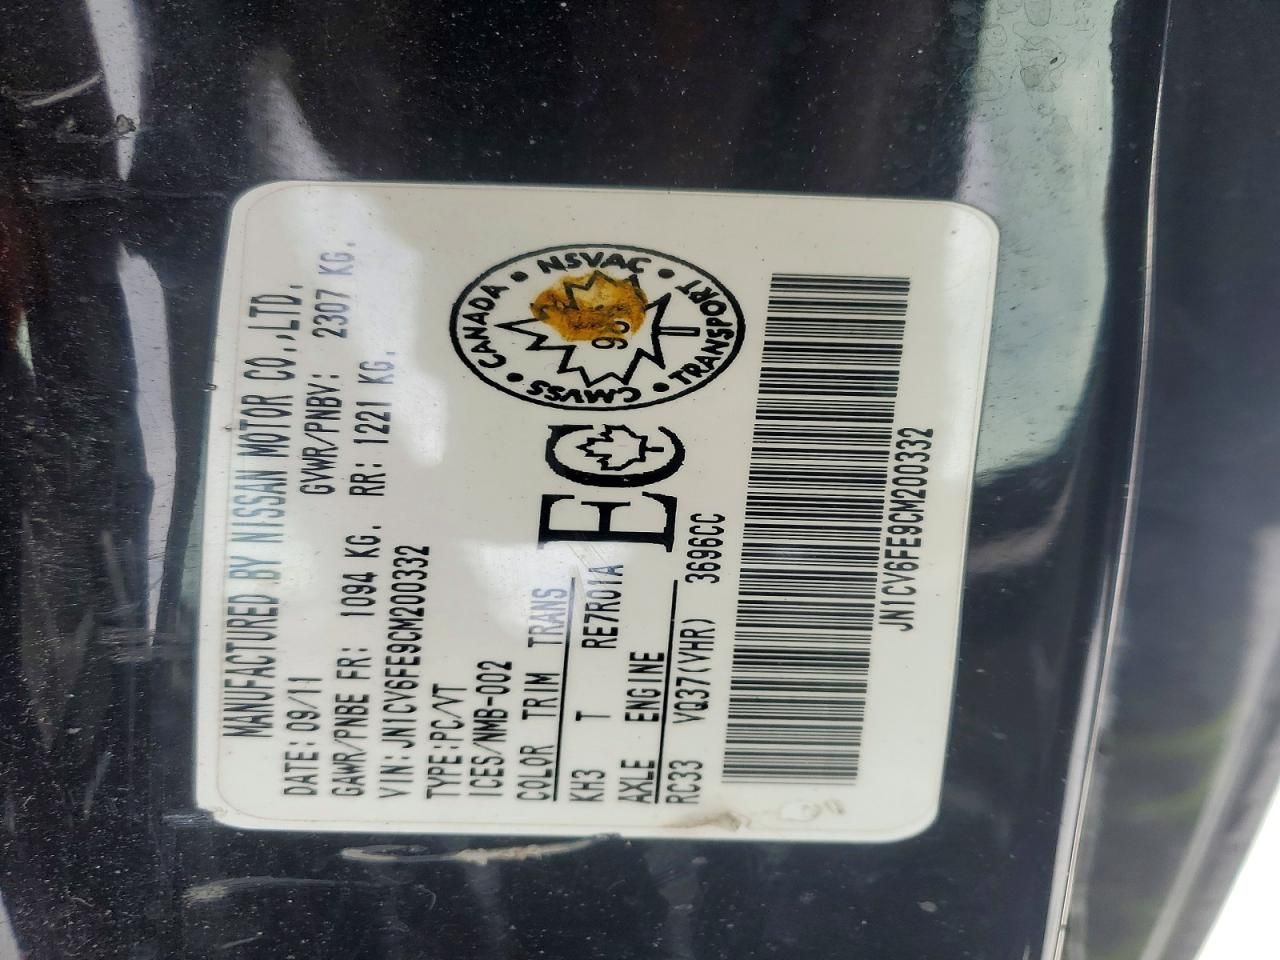 MANUFACTURED BY NISSAN MOTOR CO.,LTD.
DATE: 09/11 GVWR/PNBV: 2307 KG.
GAWR/PNBE FR: 1094 KG. RR: 1221 KG.
VIN: JN1CV6FE9CM200332
TYPE:PC/VT
ICES/NMB-002
COLOR TRIM TRANS
KH3 T RE7R01A
AXLE ENGINE
RC33 VQ37(VHR) 3696CC
EC
CANADA • NSVAC • TRANSPORT • CMVSS •
JN1CV6FE9CM200332